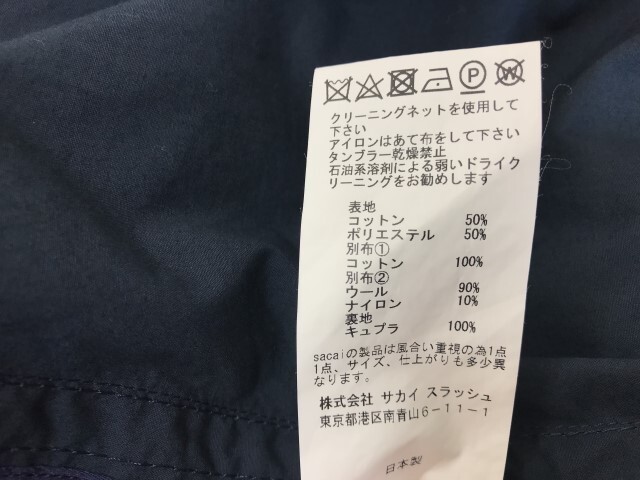 クリーニングネットを使用して
下さい
アイロンはあて布をして下さい
タンブラー乾燥禁止
石油系溶剤による弱いドライク
リーニングをお勧めします
表地
コットン 50%
ポリエステル 50%
別布①
コットン 100%
別布②
ウール 90%
ナイロン 10%
裏地
キュプラ 100%
sacaiの製品は風合い重視の為1点
1点、サイズ、仕上がりも多少異
なります。
株式会社 サカイ スラッシュ
東京都港区南青山6-11-1
日本製